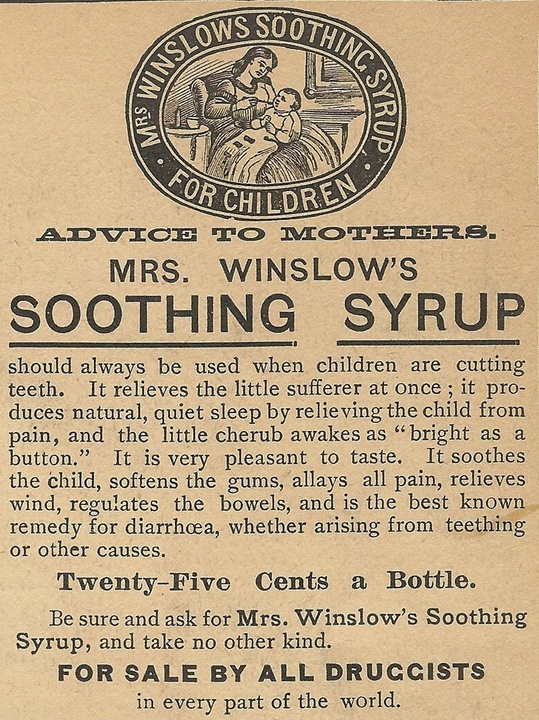 MRS WINSLOWS SOOTHING SYRUP
· FOR CHILDREN ·
ADVICE TO MOTHERS.
MRS. WINSLOW'S
SOOTHING SYRUP
should always be used when children are cutting
teeth. It relieves the little sufferer at once ; it pro-
duces natural, quiet sleep by relieving the child from
pain, and the little cherub awakes as “bright as a
button.” It is very pleasant to taste. It soothes
the child, softens the gums, allays all pain, relieves
wind, regulates the bowels, and is the best known
remedy for diarrhœa, whether arising from teething
or other causes.
Twenty-Five Cents a Bottle.
Be sure and ask for Mrs. Winslow's Soothing
Syrup, and take no other kind.
FOR SALE BY ALL DRUGGISTS
in every part of the world.